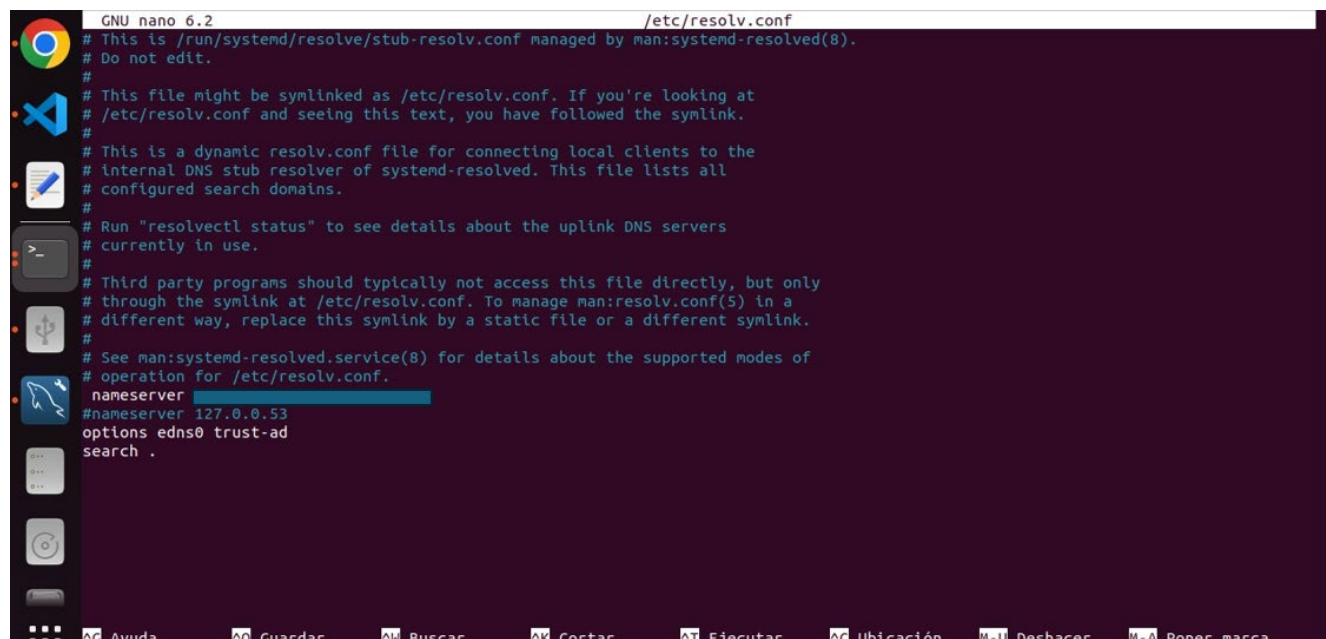 GNU nano 6.2 /etc/resolv.conf
# This is /run/systemd/resolve/stub-resolv.conf managed by man:systemd-resolved(8).
# Do not edit.
#
# This file might be symlinked as /etc/resolv.conf. If you're looking at
# /etc/resolv.conf and seeing this text, you have followed the symlink.
#
# This is a dynamic resolv.conf file for connecting local clients to the
# internal DNS stub resolver of systemd-resolved. This file lists all
# configured search domains.
#
# Run "resolvectl status" to see details about the uplink DNS servers
# currently in use.
#
# Third party programs should typically not access this file directly, but only
# through the symlink at /etc/resolv.conf. To manage man:resolv.conf(5) in a
# different way, replace this symlink by a static file or a different symlink.
#
# See man:systemd-resolved.service(8) for details about the supported modes of
# operation for /etc/resolv.conf.
nameserver
#nameserver 127.0.0.53
options edns0 trust-ad
search .
^G Ayuda ^O Guardar ^W Buscar ^K Cortar ^T Ejecutar ^C Ubicación M-U Deshacer M-A Poner marca